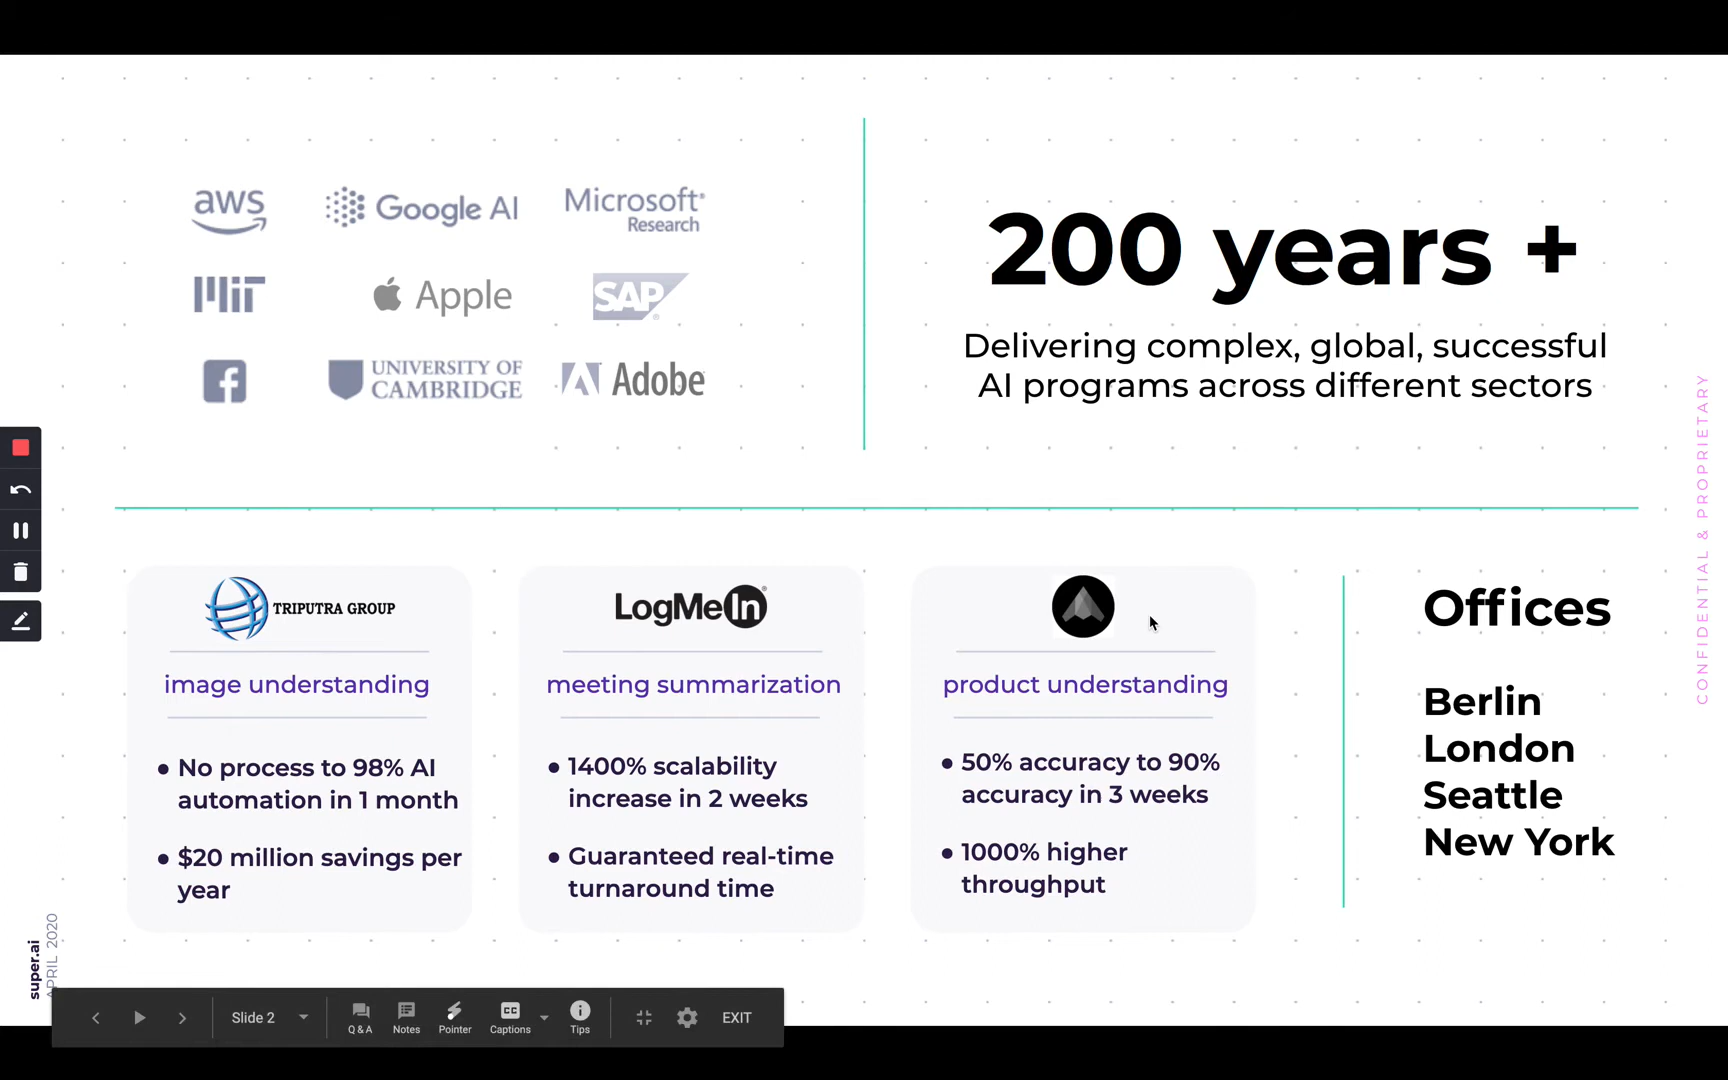 aws
Google AI
Microsoft®
Research
MIT
Apple
SAP®
f
UNIVERSITY OF
CAMBRIDGE
Adobe
200 years +
Delivering complex, global, successful
AI programs across different sectors
CONFIDENTIAL & PROPRIETARY
TRIPUTRA GROUP
image understanding
● No process to 98% AI
automation in 1 month
● $20 million savings per
year
LogMeIn®
meeting summarization
● 1400% scalability
increase in 2 weeks
● Guaranteed real-time
turnaround time
product understanding
● 50% accuracy to 90%
accuracy in 3 weeks
● 1000% higher
throughput
Offices
Berlin
London
Seattle
New York
super.ai
APRIL 2020
Slide 2
Q & A
Notes
Pointer
CC
Captions
Tips
EXIT